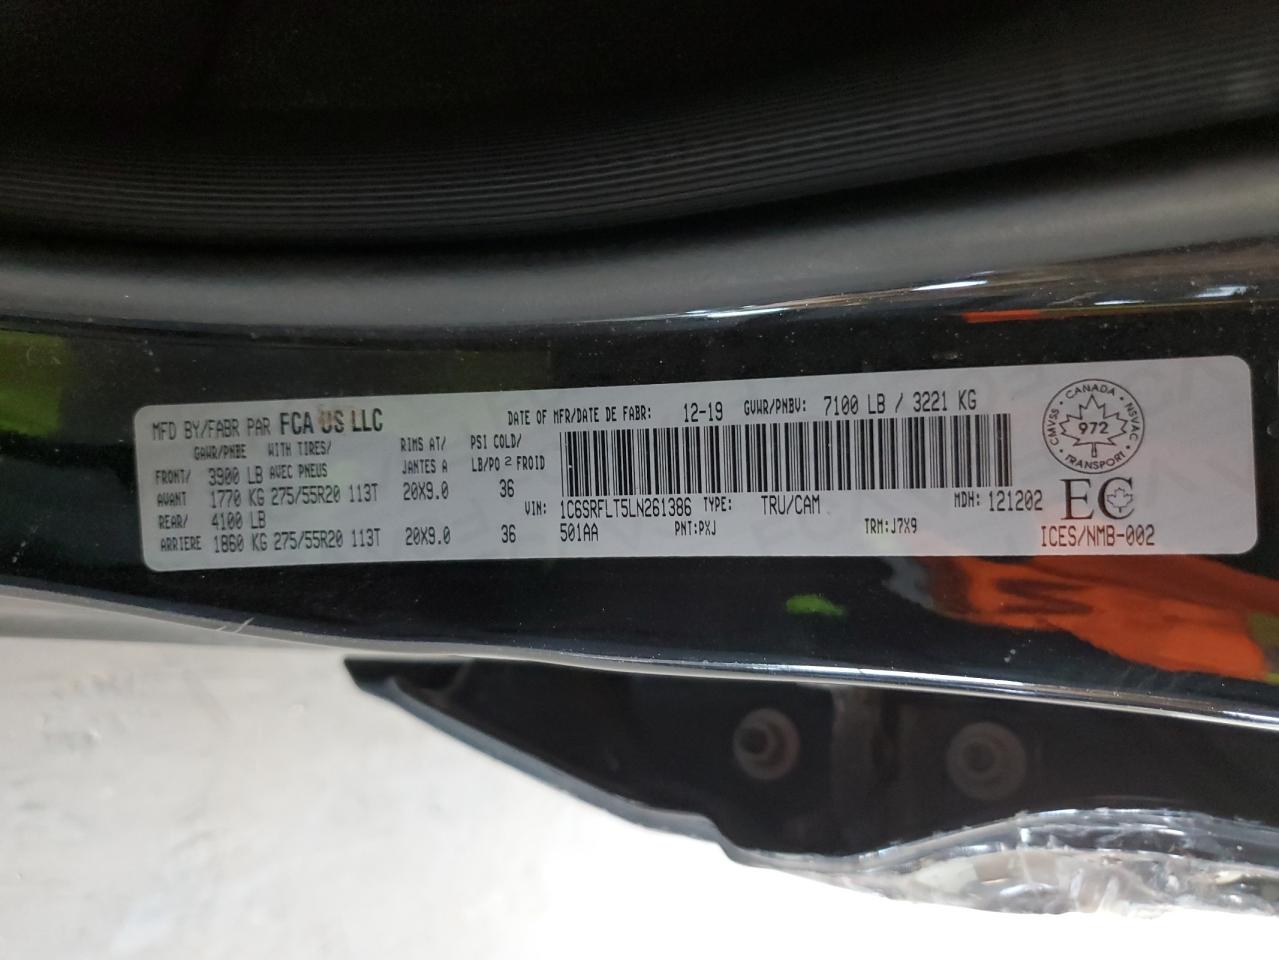 MFD BY/FABR PAR FCA US LLC DATE OF MFR/DATE DE FABR: 12-19 GVWR/PNBV: 7100 LB / 3221 KG
GAWR/PNBE WITH TIRES/ RIMS AT/ PSI COLD/
FRONT/ 3900 LB AVEC PNEUS JANTES A LB/PO² FROID
AVANT 1770 KG 275/55R20 113T 20X9.0 36
REAR/ 4100 LB
ARRIERE 1860 KG 275/55R20 113T 20X9.0 36
VIN: 1C6SRFLT5LN261386 TYPE: TRU/CAM MDH: 121202
501AA PNT:PXJ TRM:J7X9
CANADA
CMVSS 972 NSVAC
TRANSPORT
EC
ICES/NMB-002